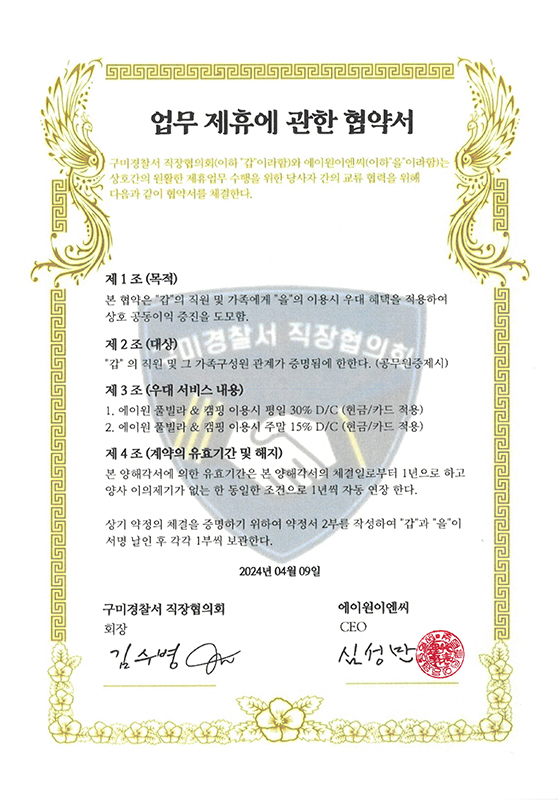 업무 제휴에 관한 협약서
구미경찰서 직장협의회(이하 "갑"이라함)와 에이원이엔씨(이하"을"이라함)는
상호간의 원활한 제휴업무 수행을 위한 당사자 간의 교류 협력을 위해
다음과 같이 협약서를 체결한다.
제 1 조 (목적)
본 협약은 "갑"의 직원 및 가족에게 "을"의 이용시 우대 혜택을 적용하여
상호 공동이익 증진을 도모함.
제 2 조 (대상)
"갑" 의 직원 및 그 가족구성원 관계가 증명됨에 한한다. (공무원증제시)
제 3 조 (우대 서비스 내용)
1. 에이원 풀빌라 & 캠핑 이용시 평일 30% D/C (현금/카드 적용)
2. 에이원 풀빌라 & 캠핑 이용시 주말 15% D/C (현금/카드 적용)
제 4 조 (계약의 유효기간 및 해지)
본 양해각서에 의한 유효기간은 본 양해각서의 체결일로부터 1년으로 하고
양사 이의제기가 없는 한 동일한 조건으로 1년씩 자동 연장 한다.
상기 약정의 체결을 증명하기 위하여 약정서 2부를 작성하여 "갑"과 "을"이
서명 날인 후 각각 1부씩 보관한다.
2024년 04월 09일
구미경찰서 직장협의회
회장
김수병
에이원이엔씨
CEO
심성만
구미경찰서 직장협의회